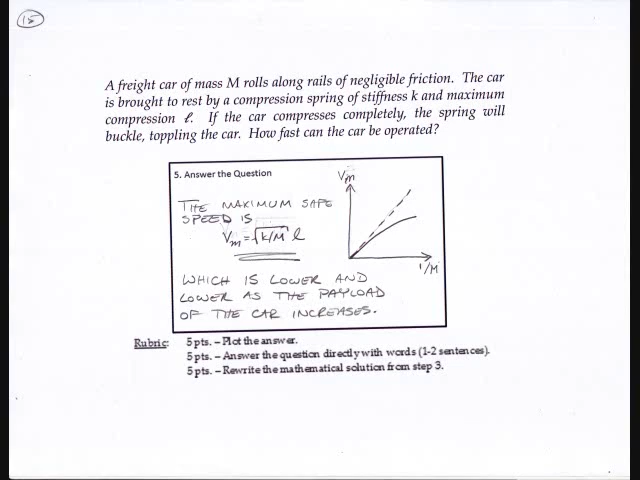 15
A freight car of mass M rolls along rails of negligible friction. The car
is brought to rest by a compression spring of stiffness k and maximum
compression ℓ. If the car compresses completely, the spring will
buckle, toppling the car. How fast can the car be operated?
5. Answer the Question
THE MAXIMUM SAFE
SPEED IS
Vm = √k/M ℓ
WHICH IS LOWER AND
LOWER AS THE PAYLOAD
OF THE CAR INCREASES.
Vm
1/M
Rubric: 5 pts. – Plot the answer.
5 pts. – Answer the question directly with words (1-2 sentences).
5 pts. – Rewrite the mathematical solution from step 3.